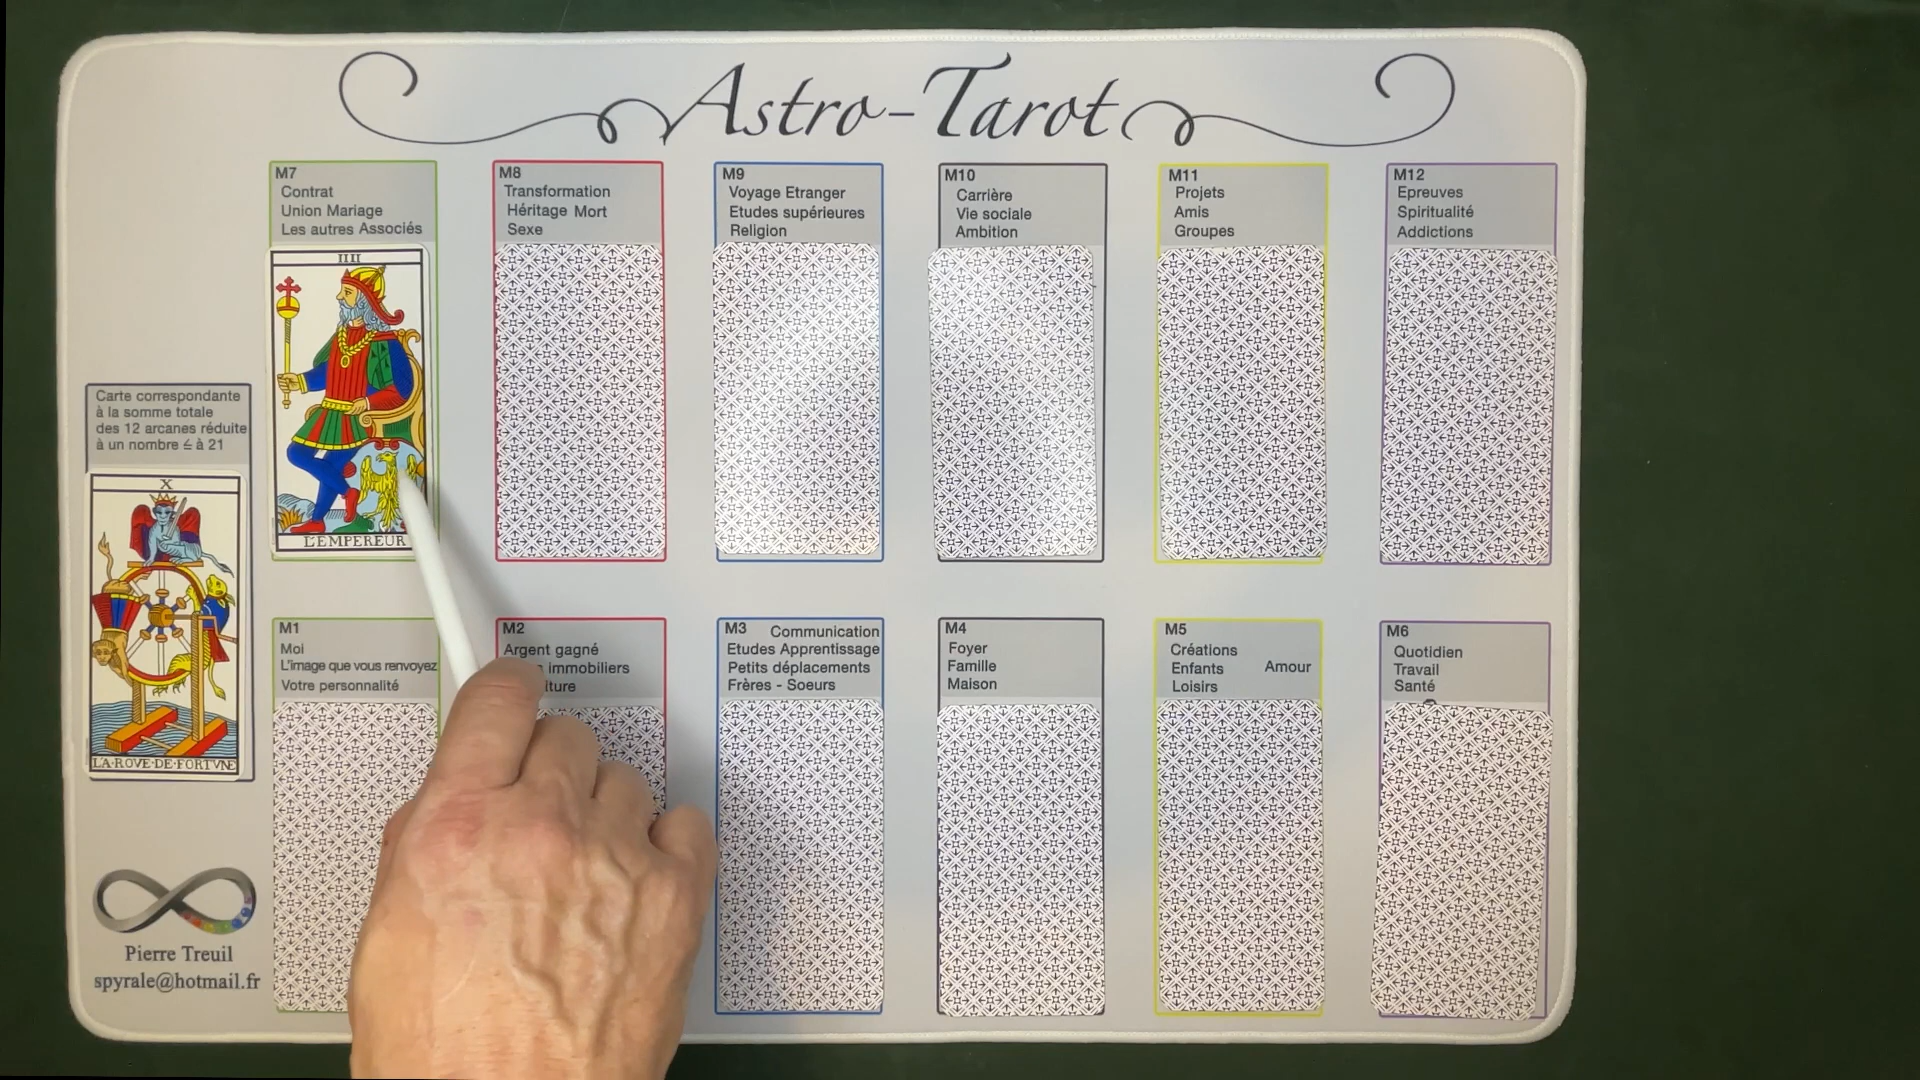 Astro-Tarot
M7
Contrat
Union Mariage
Les autres Associés
M8
Transformation
Héritage Mort
Sexe
M9
Voyage Etranger
Etudes supérieures
Religion
M10
Carrière
Vie sociale
Ambition
M11
Projets
Amis
Groupes
M12
Epreuves
Spiritualité
Addictions
IIII
L'EMPEREUR
Carte correspondante
à la somme totale
des 12 arcanes réduite
à un nombre ≤ à 21
X
LA·ROVE·DE·FORTVNE
M1
Moi
L'image que vous renvoyez
Votre personnalité
M2
Argent gagné
immobiliers
M3 Communication
Etudes Apprentissage
Petits déplacements
Frères - Soeurs
M4
Foyer
Famille
Maison
M5
Créations
Enfants Amour
Loisirs
M6
Quotidien
Travail
Santé
Pierre Treuil
spyrale@hotmail.fr